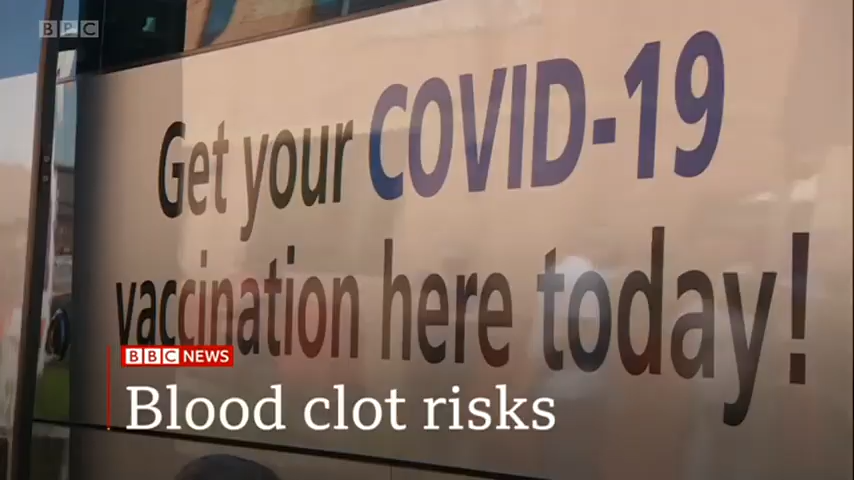 BBC
Get your COVID-19
vaccination here today!
BBC NEWS
Blood clot risks